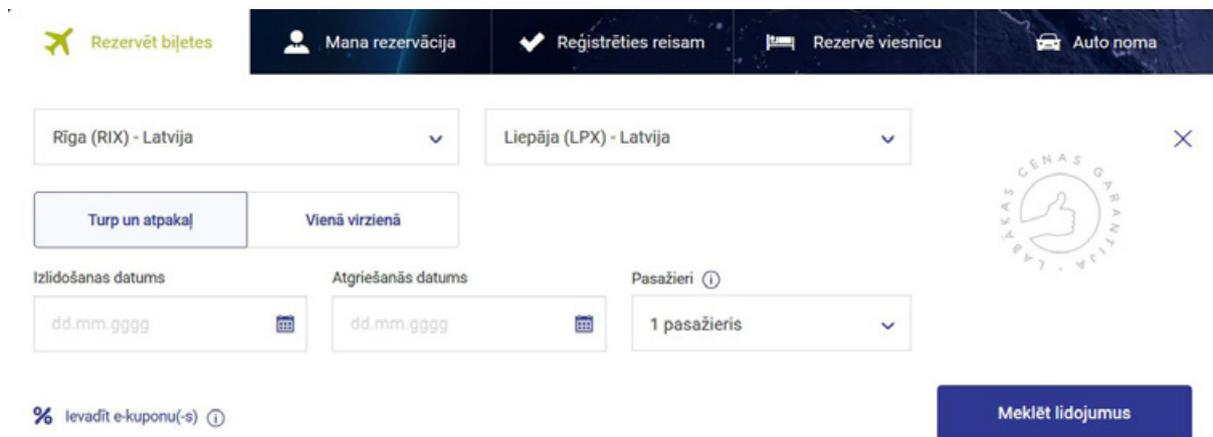 Rezervēt biļetes
Mana rezervācija
Reģistrēties reisam
Rezervē viesnīcu
Auto noma
Rīga (RIX) - Latvija
Liepāja (LPX) - Latvija
LABĀKAS CENAS GARANTIJA -
Turp un atpakaļ
Vienā virzienā
Izlidošanas datums
Atgriešanās datums
Pasažieri
dd.mm.gggg
dd.mm.gggg
1 pasažieris
% Ievadīt e-kuponu(-s)
Meklēt lidojumus